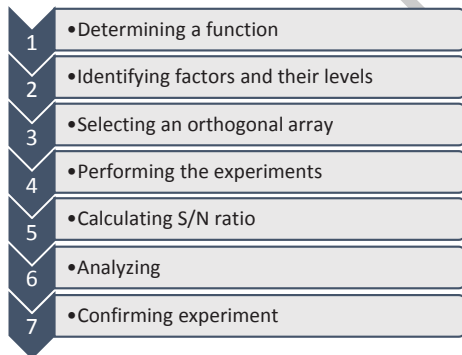 1
•Determining a function
2
•Identifying factors and their levels
3
•Selecting an orthogonal array
4
•Performing the experiments
5
•Calculating S/N ratio
6
•Analyzing
7
•Confirming experiment